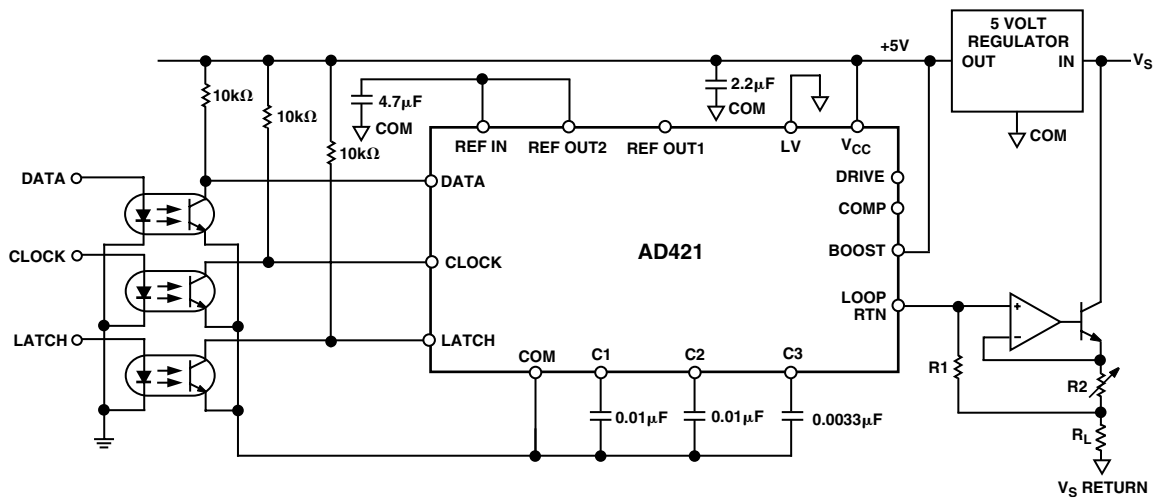 5 VOLT
REGULATOR
OUT IN
+5V
V_S
COM
10kΩ
10kΩ
10kΩ
4.7μF
COM
2.2μF
COM
REF IN
REF OUT2
REF OUT1
LV
V_CC
DATA
CLOCK
LATCH
DATA
CLOCK
LATCH
AD421
DRIVE
COMP
BOOST
LOOP
RTN
COM
C1
C2
C3
0.01μF
0.01μF
0.0033μF
+
−
R1
R2
R_L
V_S RETURN